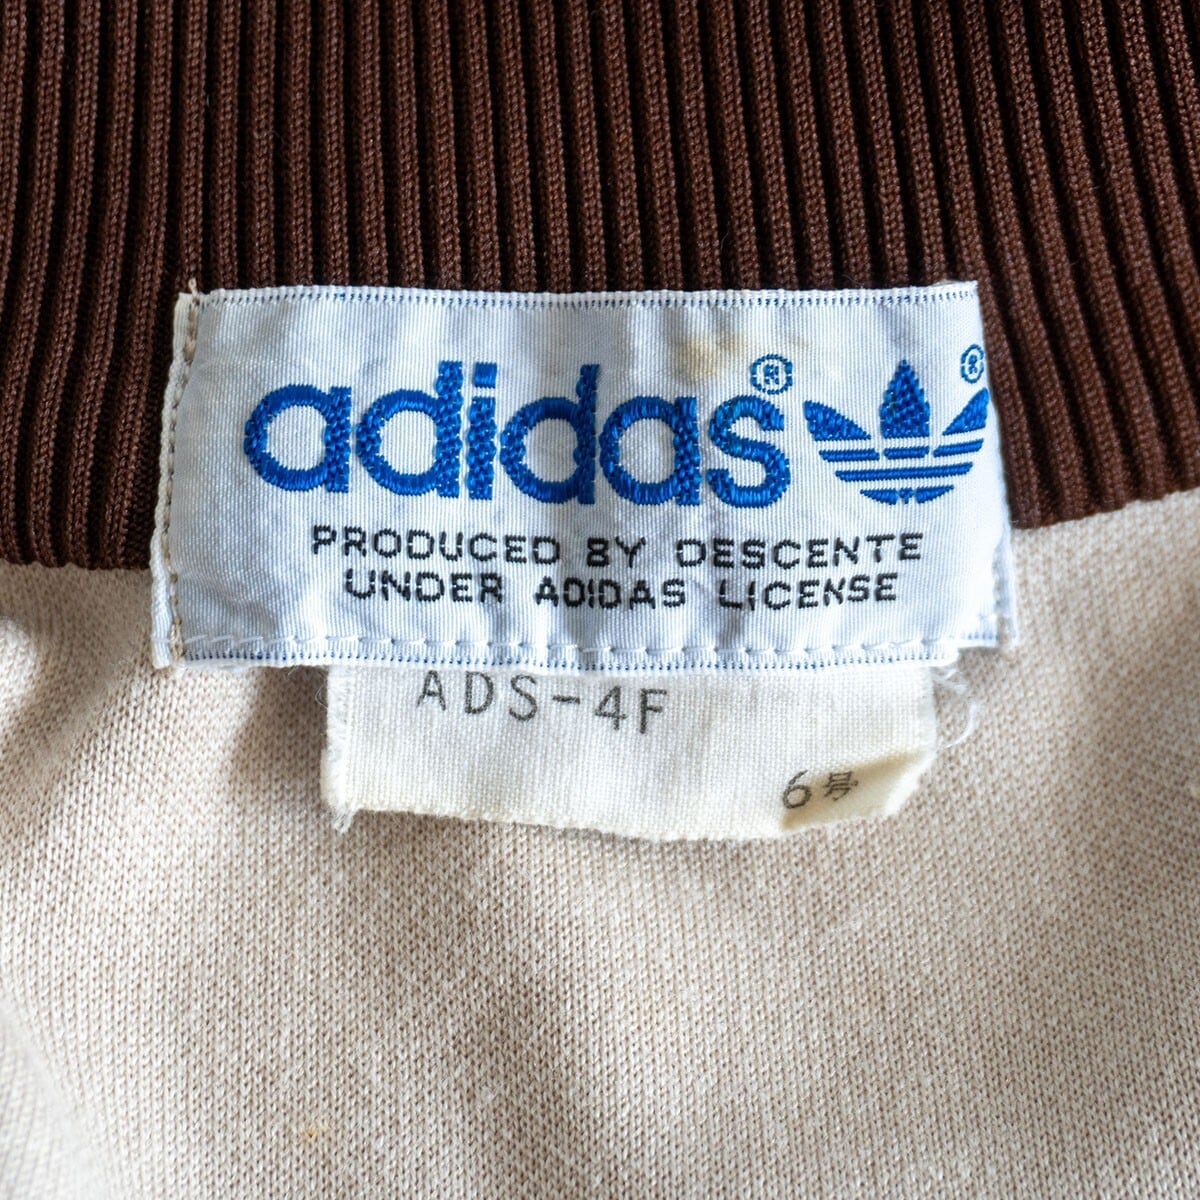 adidas® ®
PRODUCED BY DESCENTE
UNDER ADIDAS LICENSE
ADS-4F
6号